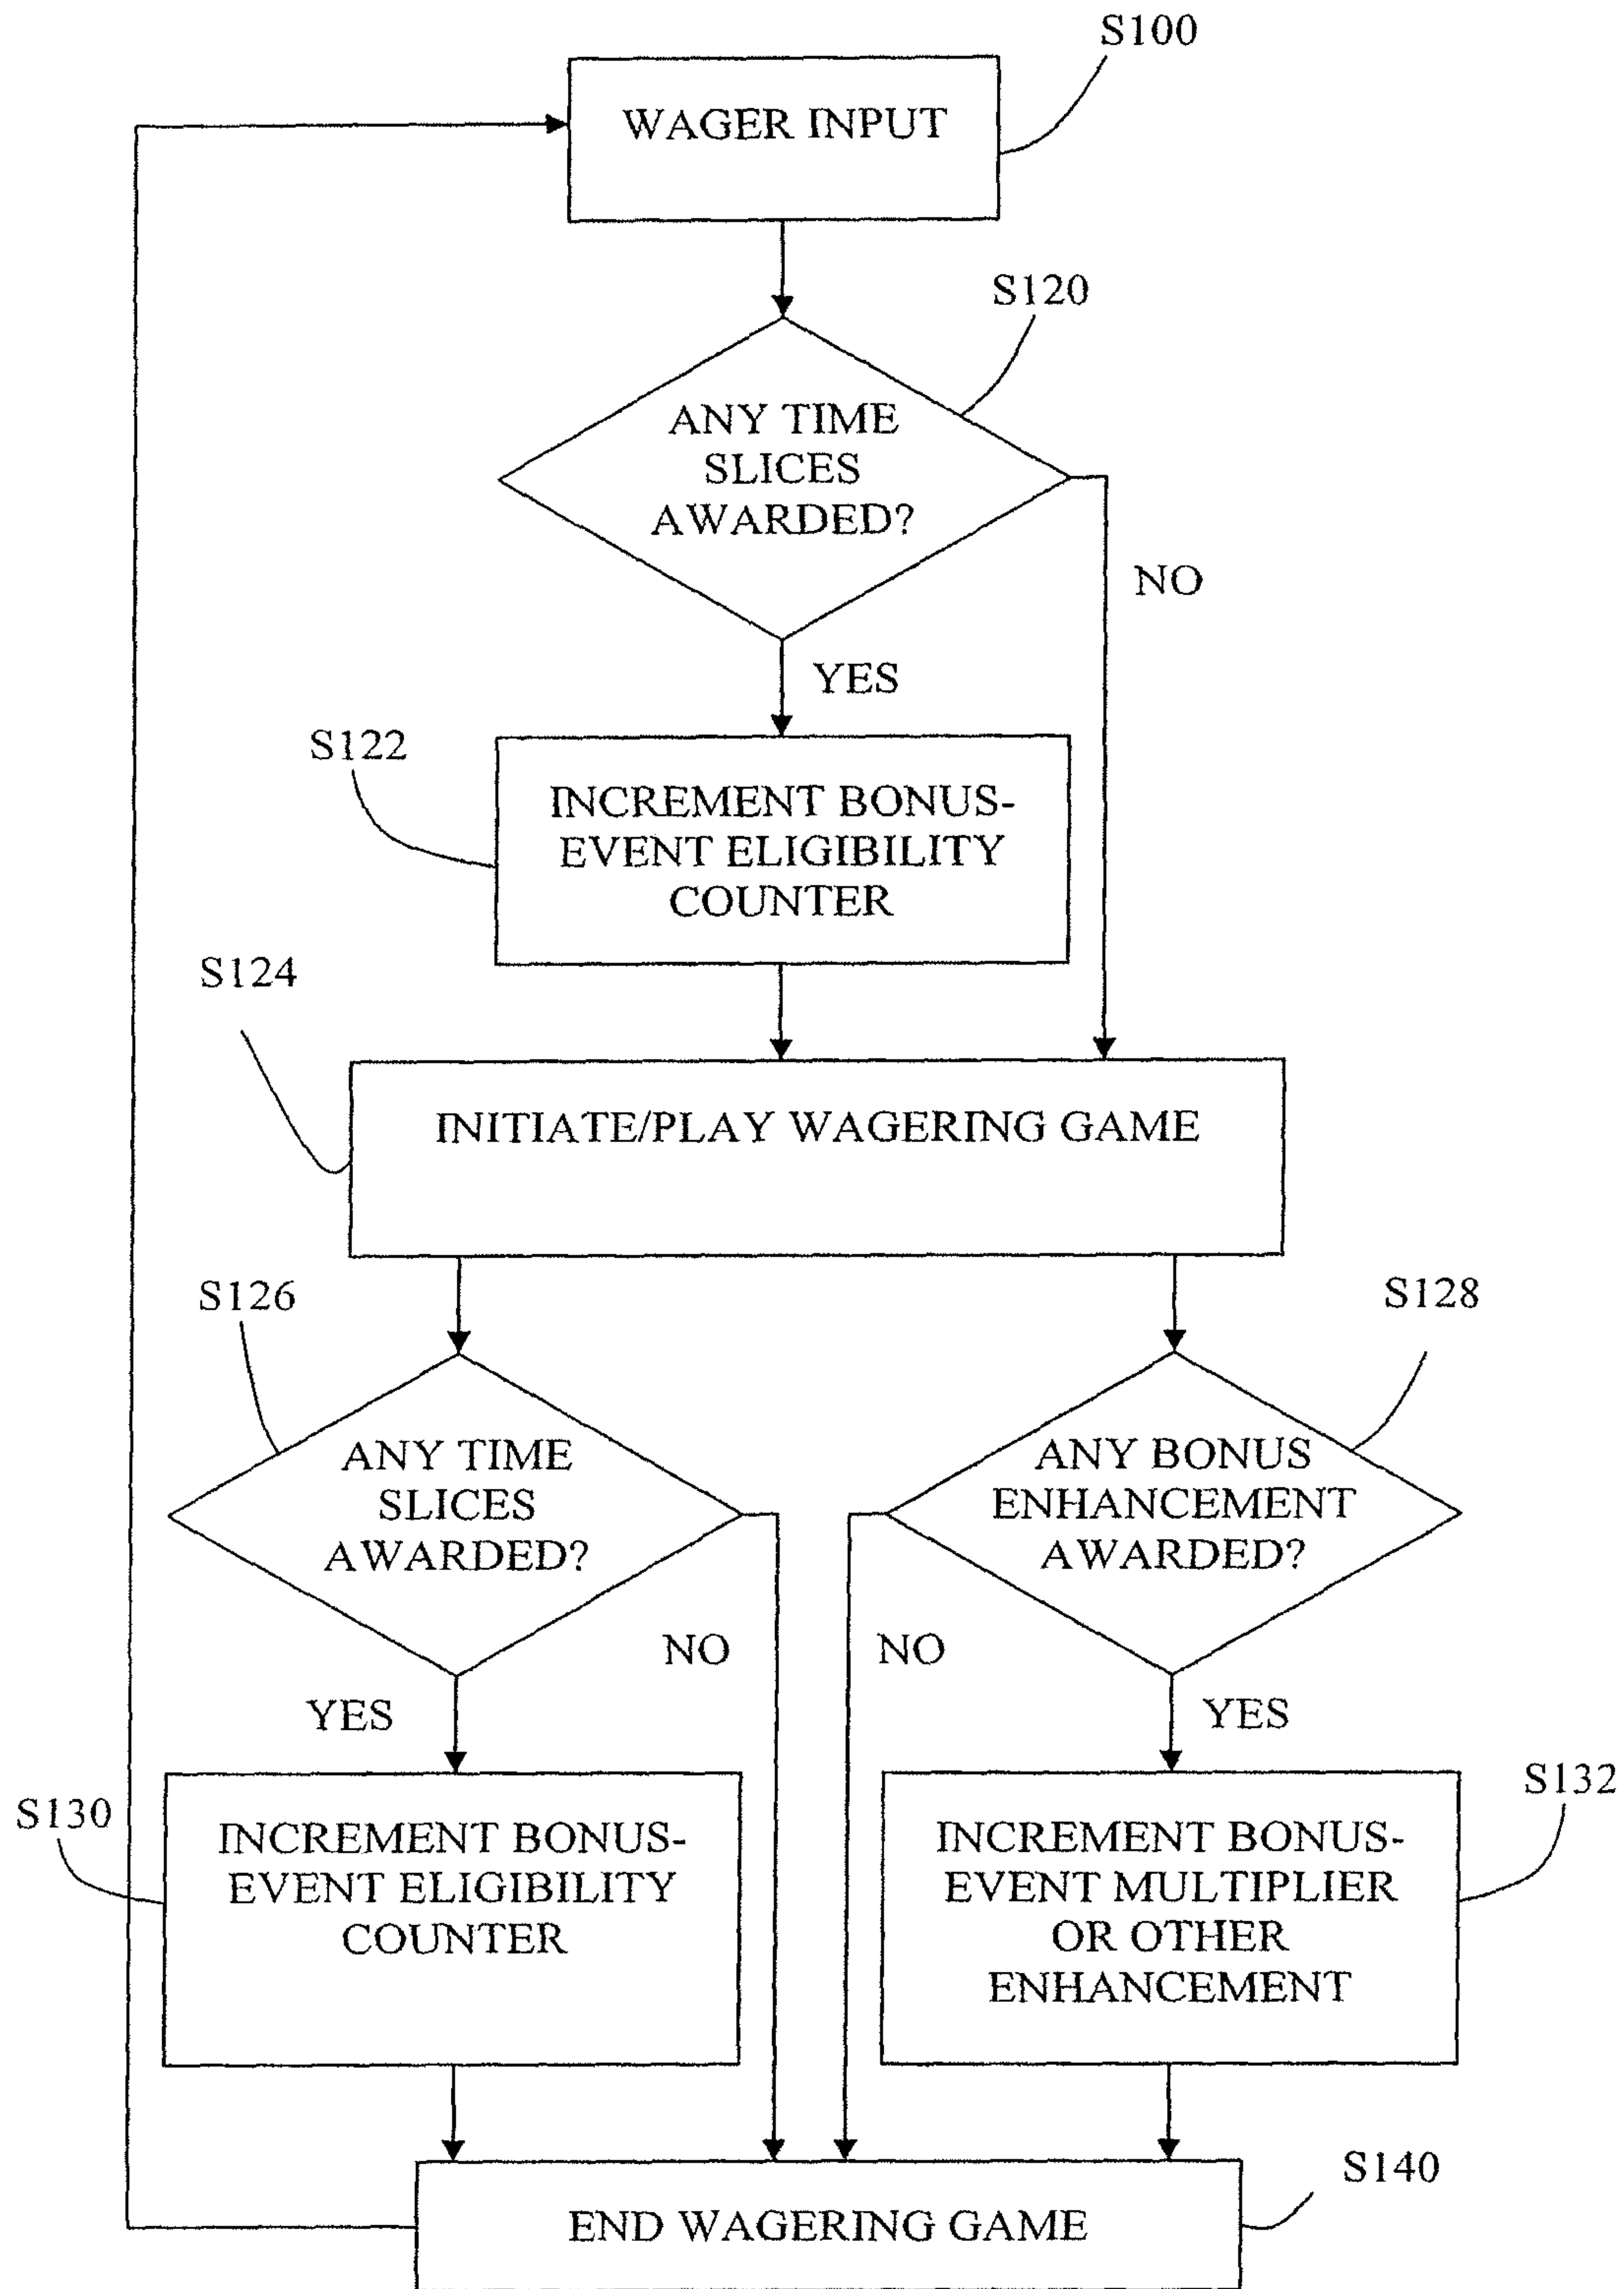 S100
WAGER INPUT
S120
ANY TIME
SLICES
AWARDED?
NO
YES
S122
INCREMENT BONUS-
EVENT ELIGIBILITY
COUNTER
S124
INITIATE/PLAY WAGERING GAME
S126
S128
ANY TIME
SLICES
AWARDED?
ANY BONUS
ENHANCEMENT
AWARDED?
NO
NO
YES
YES
S130
INCREMENT BONUS-
EVENT ELIGIBILITY
COUNTER
S132
INCREMENT BONUS-
EVENT MULTIPLIER
OR OTHER
ENHANCEMENT
S140
END WAGERING GAME